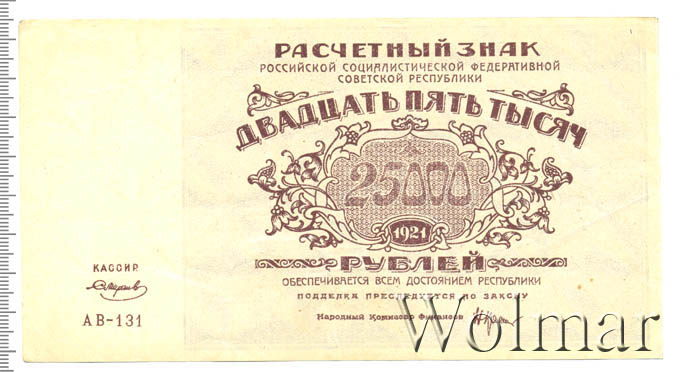 РАСЧЕТНЫЙ ЗНАК
РОССИЙСКОЙ СОЦИАЛИСТИЧЕСКОЙ ФЕДЕРАТИВНОЙ
СОВЕТСКОЙ РЕСПУБЛИКИ
ДВАДЦАТЬ ПЯТЬ ТЫСЯЧ
25000
1921
РУБЛЕЙ
ОБЕСПЕЧИВАЕТСЯ ВСЕМ ДОСТОЯНИЕМ РЕСПУБЛИКИ
ПОДДЕЛКА ПРЕСЛЕДУЕТСЯ ПО ЗАКОНУ
Народный Комиссар Финансов
КАССИР.
АВ-131
Wolmar